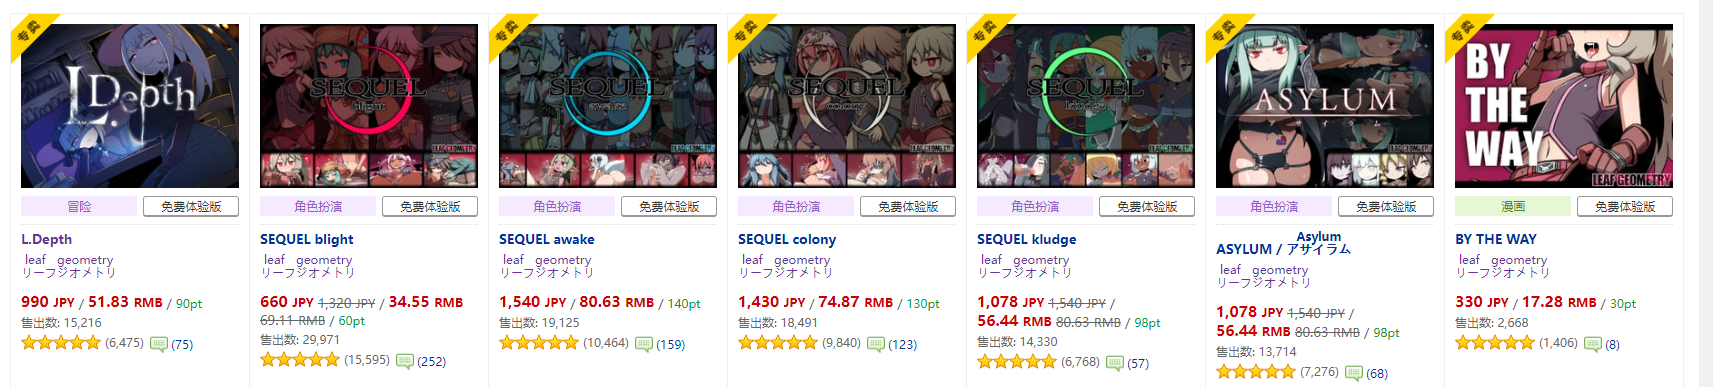 专卖
L.Depth
冒险
免费体验版
L.Depth
leaf geometry
リーフジオメトリ
990 JPY / 51.83 RMB / 90pt
售出数: 15,216
(6,475) (75)
专卖
SEQUEL
blight
LEAF GEOMETRY
角色扮演
免费体验版
SEQUEL blight
leaf geometry
リーフジオメトリ
660 JPY 1,320 JPY / 34.55 RMB
69.11 RMB / 60pt
售出数: 29,971
(15,595) (252)
专卖
SEQUEL
awake
LEAF GEOMETRY
角色扮演
免费体验版
SEQUEL awake
leaf geometry
リーフジオメトリ
1,540 JPY / 80.63 RMB / 140pt
售出数: 19,125
(10,464) (159)
专卖
SEQUEL
colony
LEAF GEOMETRY
角色扮演
免费体验版
SEQUEL colony
leaf geometry
リーフジオメトリ
1,430 JPY / 74.87 RMB / 130pt
售出数: 18,491
(9,840) (123)
专卖
SEQUEL
kludge
LEAF GEOMETRY
角色扮演
免费体验版
SEQUEL kludge
leaf geometry
リーフジオメトリ
1,078 JPY 1,540 JPY /
56.44 RMB 80.63 RMB / 98pt
售出数: 14,330
(6,768) (57)
专卖
ASYLUM
アサイラム
LEAF GEOMETRY
角色扮演
免费体验版
Asylum
ASYLUM / アサイラム
leaf geometry
リーフジオメトリ
1,078 JPY 1,540 JPY /
56.44 RMB 80.63 RMB / 98pt
售出数: 13,714
(7,276) (68)
专卖
BY
THE
WAY
LEAF GEOMETRY
漫画
免费体验版
BY THE WAY
leaf geometry
リーフジオメトリ
330 JPY / 17.28 RMB / 30pt
售出数: 2,668
(1,406) (8)